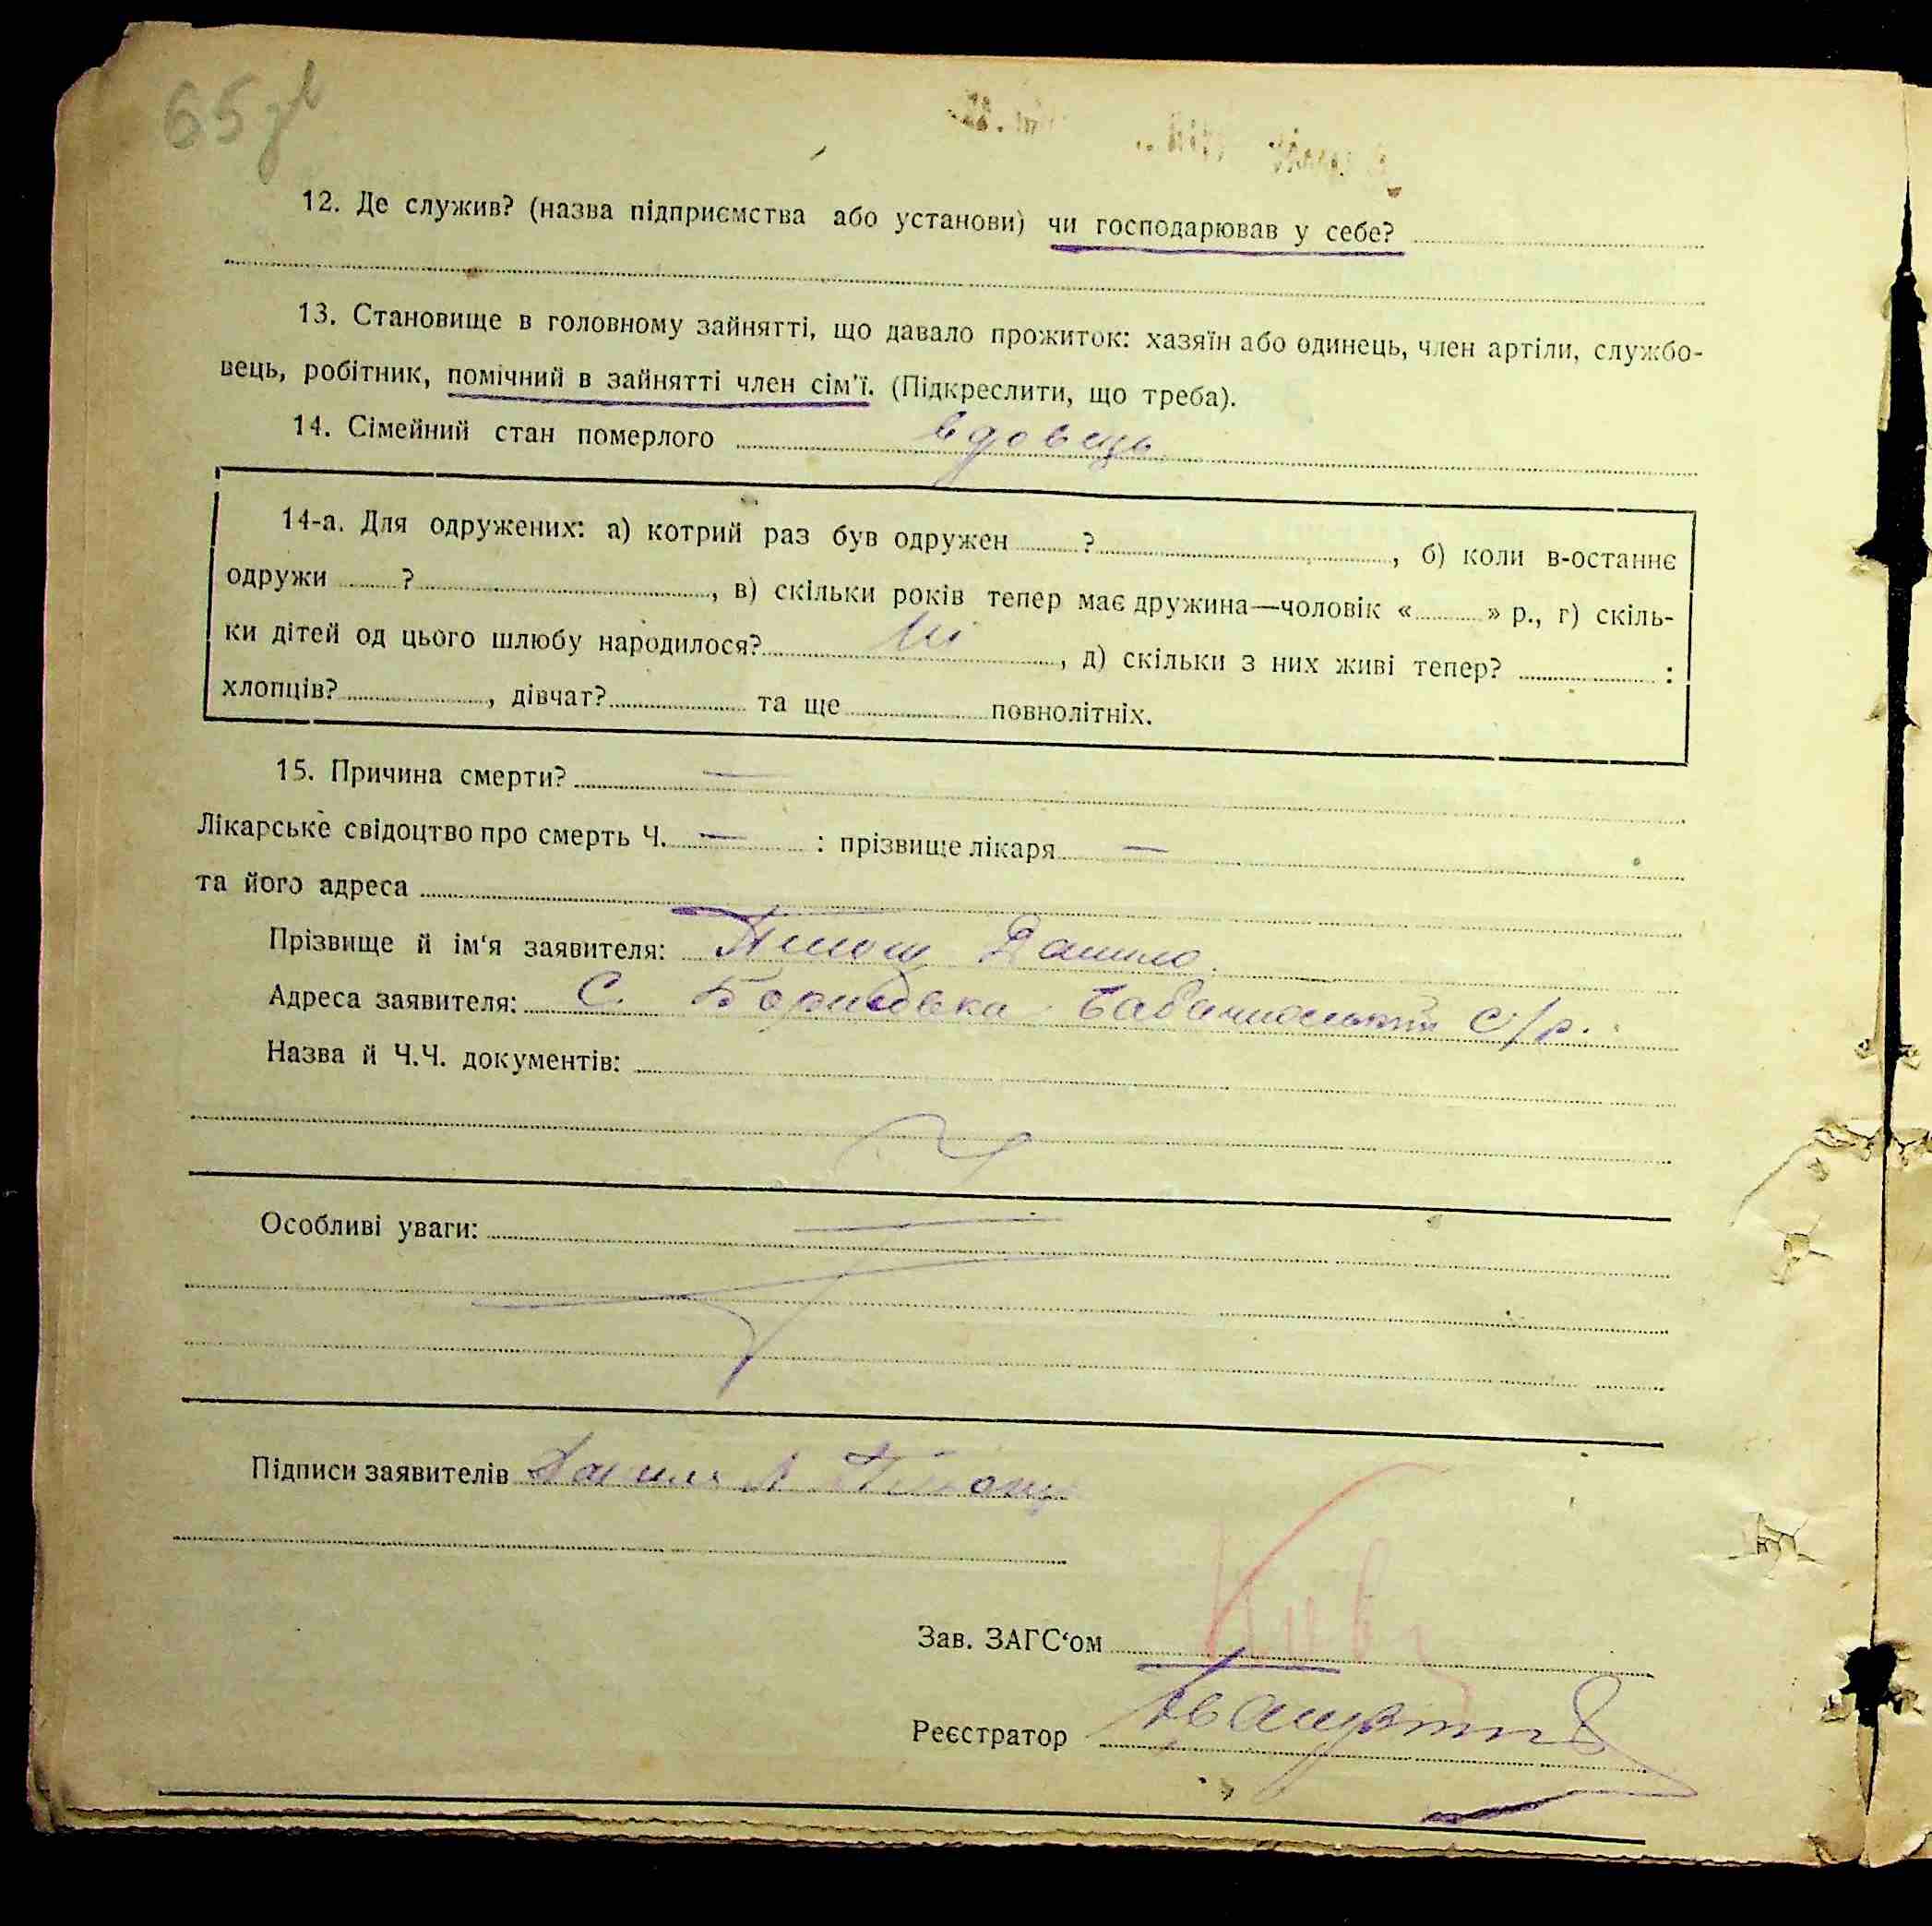 65
12. Де служив? (назва підприємства або установи) чи господарював у себе?
13. Становище в головному зайнятті, що давало прожиток: хазяїн або одинець, член артіли, службо-
вець, робітник, помічний в зайнятті член сім'ї. (Підкреслити, що треба).
14. Сімейний стан померлого вдовець
14-а. Для одружених: а) котрий раз був одружен ? , б) коли в-останнє
одружи ? , в) скільки років тепер має дружина—чоловік « » р., г) скіль-
ки дітей од цього шлюбу народилося? , д) скільки з них живі тепер? :
хлопців? , дівчат? та ще повнолітніх.
15. Причина смерти? —
Лікарське свідоцтво про смерть Ч. — : прізвище лікаря —
та його адреса
Прізвище й ім'я заявителя: Данило
Адреса заявителя: С. Борисовка с/р.
Назва й Ч.Ч. документів:
Особливі уваги:
Підписи заявителів
Зав. ЗАГС'ом
Реєстратор